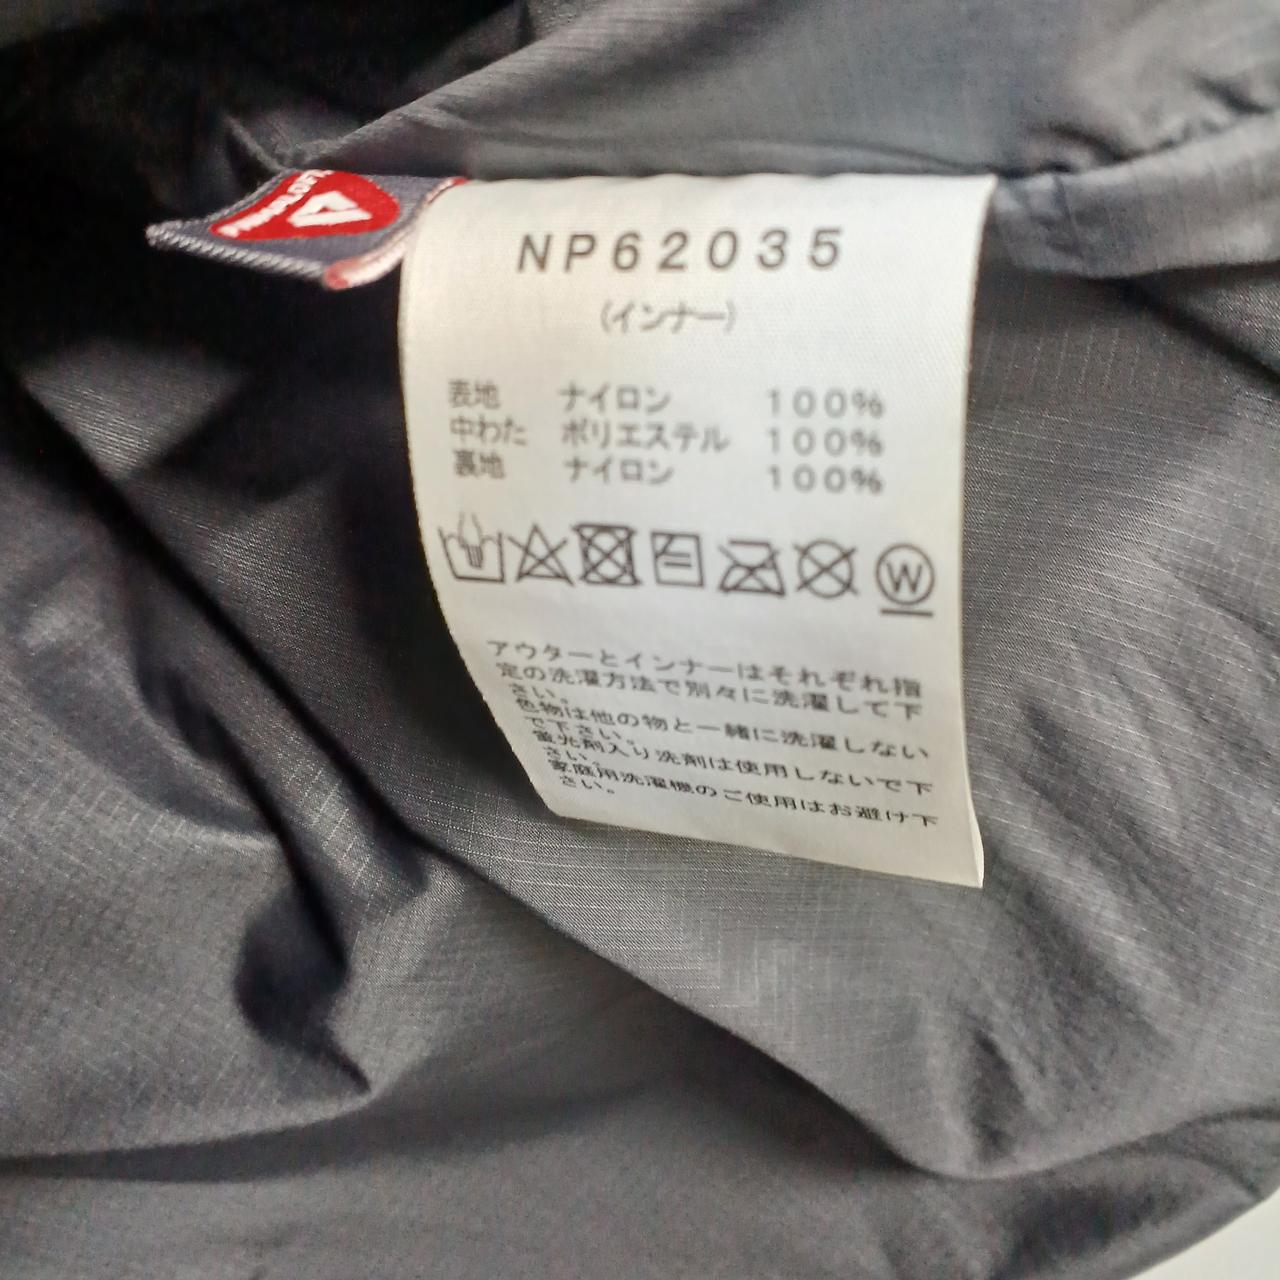 PRIMALOFT
NP62035
(インナー)
表地 ナイロン 100%
中わた ポリエステル 100%
裏地 ナイロン 100%
W
アウターとインナーはそれぞれ指
定の洗濯方法で別々に洗濯して下
さい。
色物は他の物と一緒に洗濯しない
で下さい。
蛍光剤入り洗剤は使用しないで下
さい。
家庭用洗濯機のご使用はお避け下
さい。